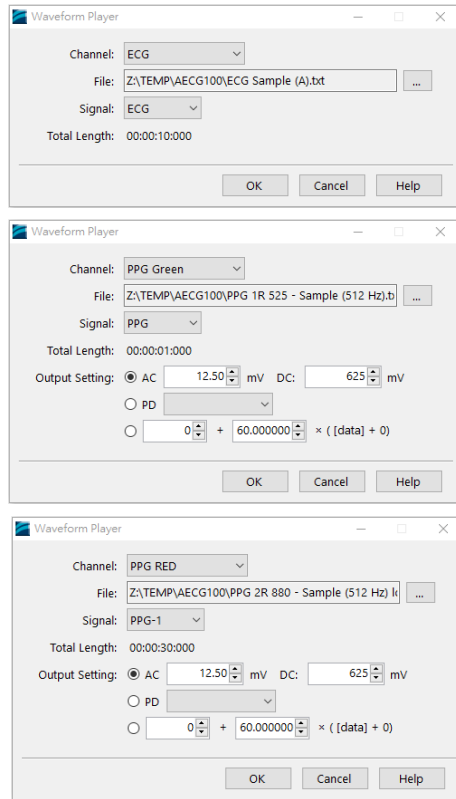 Waveform Player
Channel: ECG
File: Z:\TEMP\AECG100\ECG Sample (A).txt ...
Signal: ECG
Total Length: 00:00:10:000
OK Cancel Help
Waveform Player
Channel: PPG Green
File: Z:\TEMP\AECG100\PPG 1R 525 - Sample (512 Hz).t ...
Signal: PPG
Total Length: 00:00:01:000
Output Setting: AC 12.50 mV DC: 625 mV
PD
0 + 60.000000 × ( [data] + 0)
OK Cancel Help
Waveform Player
Channel: PPG RED
File: Z:\TEMP\AECG100\PPG 2R 880 - Sample (512 Hz) ...
Signal: PPG-1
Total Length: 00:00:30:000
Output Setting: AC 12.50 mV DC: 625 mV
PD
0 + 60.000000 × ( [data] + 0)
OK Cancel Help